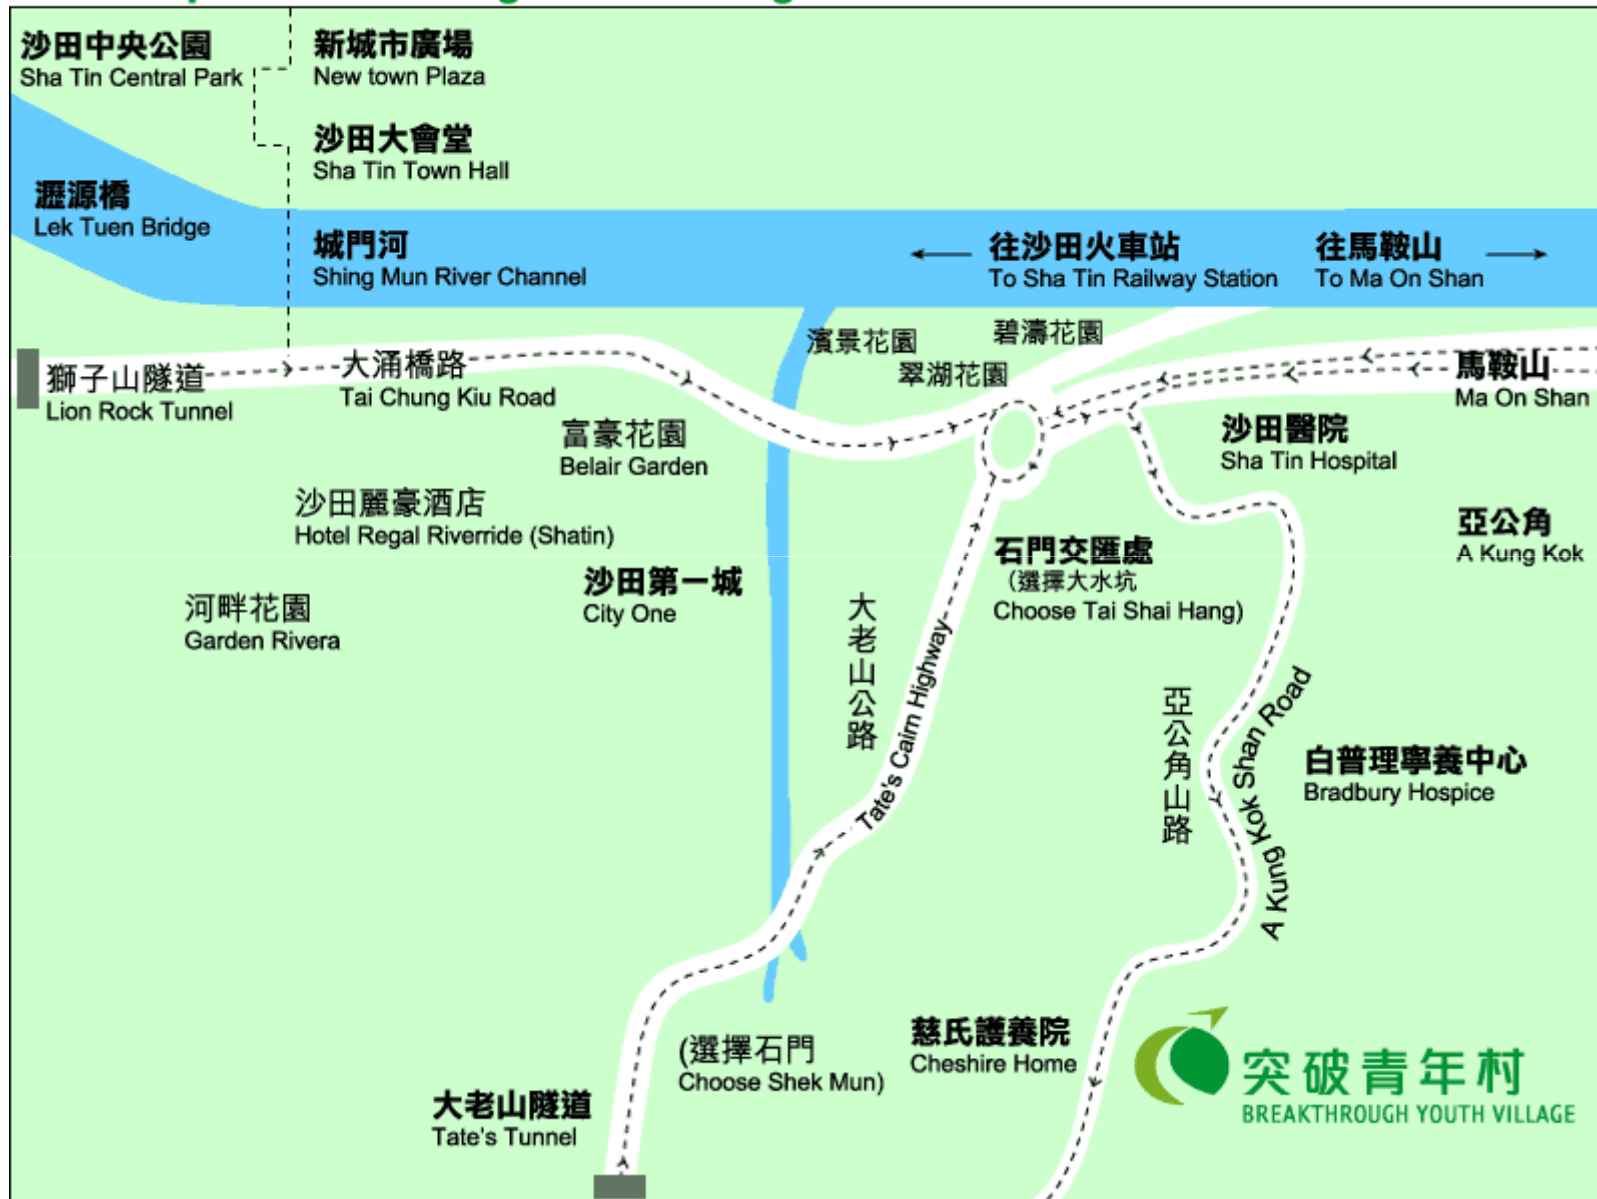 沙田中央公園
Sha Tin Central Park
新城市廣場
New town Plaza
沙田大會堂
Sha Tin Town Hall
瀝源橋
Lek Tuen Bridge
城門河
Shing Mun River Channel
往沙田火車站
To Sha Tin Railway Station
往馬鞍山
To Ma On Shan
濱景花園
碧濤花園
翠湖花園
獅子山隧道
Lion Rock Tunnel
大涌橋路
Tai Chung Kiu Road
馬鞍山
Ma On Shan
富豪花園
Belair Garden
沙田醫院
Sha Tin Hospital
沙田麗豪酒店
Hotel Regal Riverride (Shatin)
亞公角
A Kung Kok
石門交匯處
(選擇大水坑
Choose Tai Shai Hang)
沙田第一城
City One
河畔花園
Garden Rivera
大老山公路
Tate's Cairn Highway
亞公角山路
A Kung Kok Shan Road
白普理寧養中心
Bradbury Hospice
(選擇石門
Choose Shek Mun)
慈氏護養院
Cheshire Home
大老山隧道
Tate's Tunnel
突破青年村
BREAKTHROUGH YOUTH VILLAGE